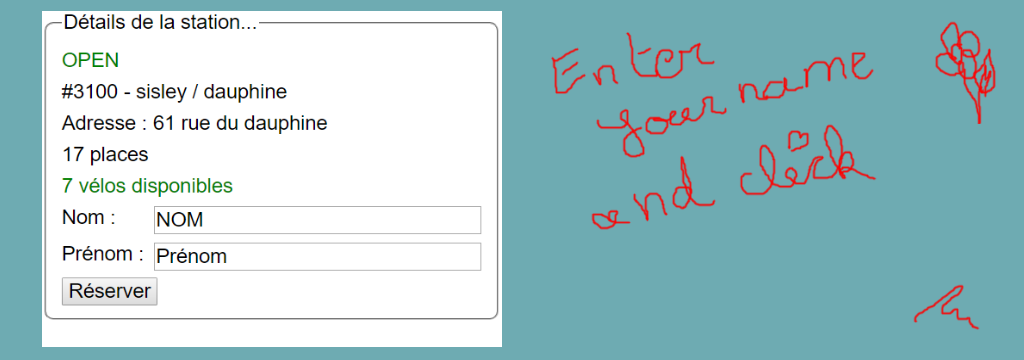 Détails de la station...
OPEN
#3100 - sisley / dauphine
Adresse : 61 rue du dauphine
17 places
7 vélos disponibles
Nom : NOM
Prénom : Prénom
Réserver
Enter
your name
and click